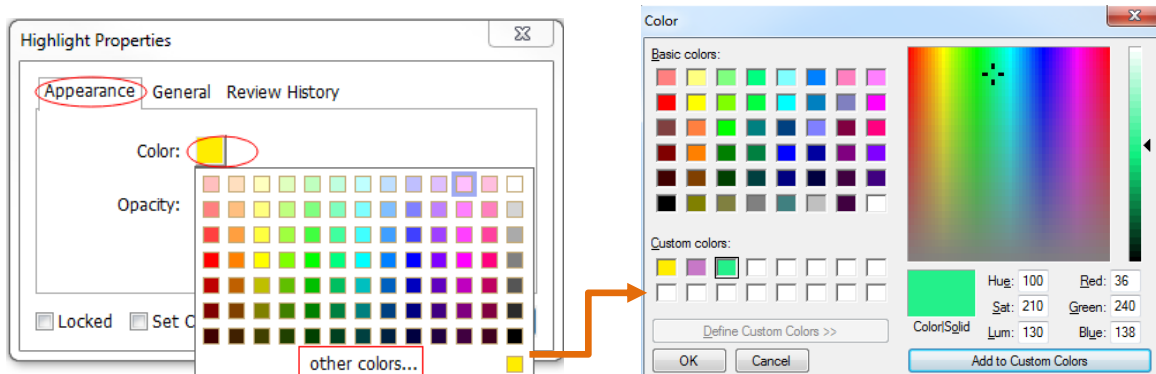 Highlight Properties
Appearance General Review History
Color:
Opacity:
Locked Set C
other colors...
Color
Basic colors:
Custom colors:
Define Custom Colors >>
OK Cancel
Color|Solid
Hue: 100 Red: 36
Sat: 210 Green: 240
Lum: 130 Blue: 138
Add to Custom Colors